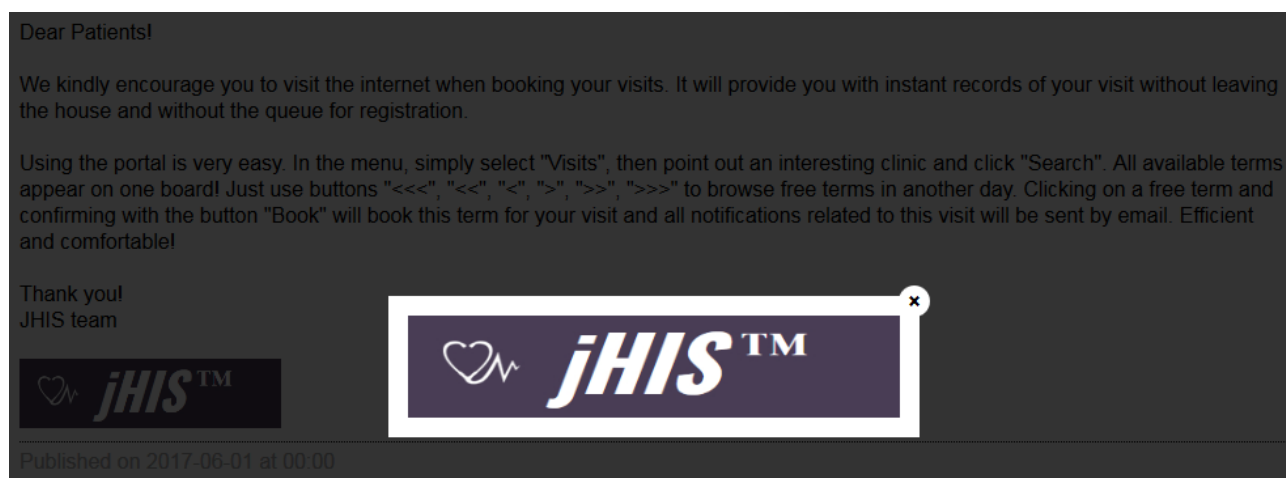 Dear Patients!
We kindly encourage you to visit the internet when booking your visits. It will provide you with instant records of your visit without leaving
the house and without the queue for registration.
Using the portal is very easy. In the menu, simply select "Visits", then point out an interesting clinic and click "Search". All available terms
appear on one board! Just use buttons "<<<", "<<", "<", ">", ">>", ">>>" to browse free terms in another day. Clicking on a free term and
confirming with the button "Book" will book this term for your visit and all notifications related to this visit will be sent by email. Efficient
and comfortable!
Thank you!
JHIS team
jHIS™
jHIS™
Published on 2017-06-01 at 00:00